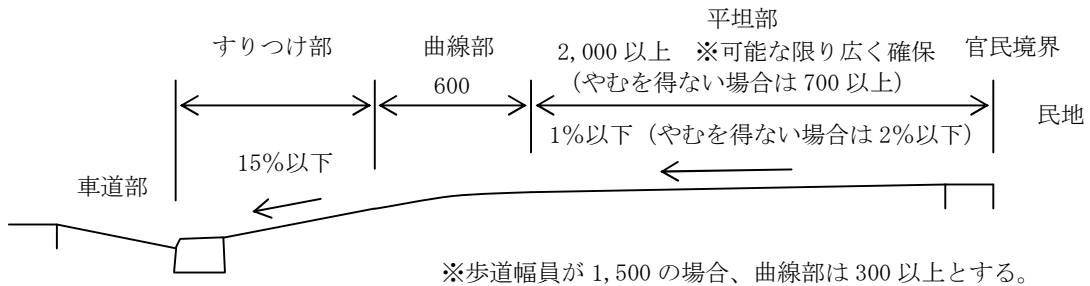 平坦部
すりつけ部
曲線部
2,000 以上 ※可能な限り広く確保
官民境界
600
（やむを得ない場合は 700 以上）
民地
1％以下（やむを得ない場合は 2％以下）
15％以下
車道部
※歩道幅員が 1,500 の場合、曲線部は 300 以上とする。